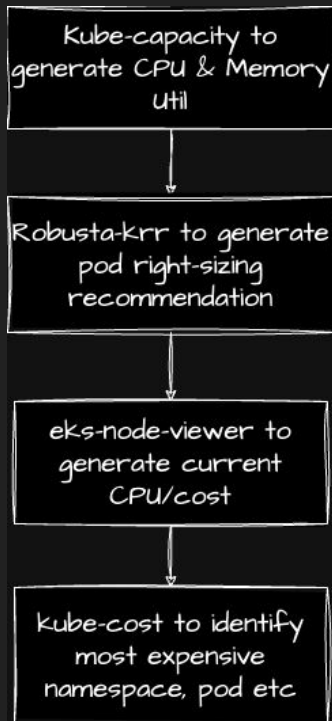 Kube-capacity to
generate CPU & Memory
Util
Robusta-krr to generate
pod right-sizing
recommendation
eks-node-viewer to
generate current
CPU/cost
Kube-cost to identify
most expensive
namespace, pod etc